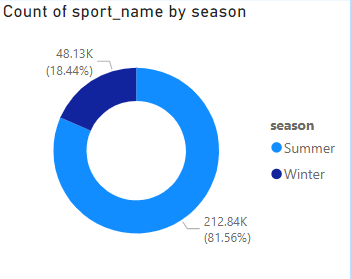 Count of sport_name by season
48.13K
(18.44%)
season
Summer
Winter
212.84K
(81.56%)